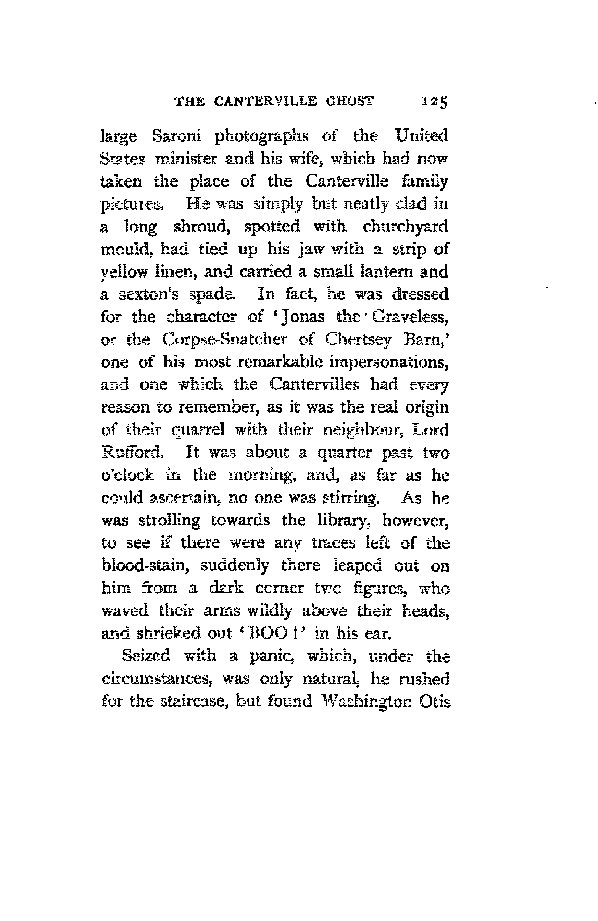 THE CANTERVILLE GHOST 125
large Saroni photographs of the United
States minister and his wife, which had now
taken the place of the Canterville family
pictures. He was simply but neatly clad in
a long shroud, spotted with churchyard
mould, had tied up his jaw with a strip of
yellow linen, and carried a small lantern and
a sexton's spade. In fact, he was dressed
for the character of 'Jonas the Graveless,
or the Corpse-Snatcher of Chertsey Barn,'
one of his most remarkable impersonations,
and one which the Cantervilles had every
reason to remember, as it was the real origin
of their quarrel with their neighbour, Lord
Rufford. It was about a quarter past two
o'clock in the morning, and, as far as he
could ascertain, no one was stirring. As he
was strolling towards the library, however,
to see if there were any traces left of the
blood-stain, suddenly there leaped out on
him from a dark corner two figures, who
waved their arms wildly above their heads,
and shrieked out 'BOO!' in his ear.
Seized with a panic, which, under the
circumstances, was only natural, he rushed
for the staircase, but found Washington Otis